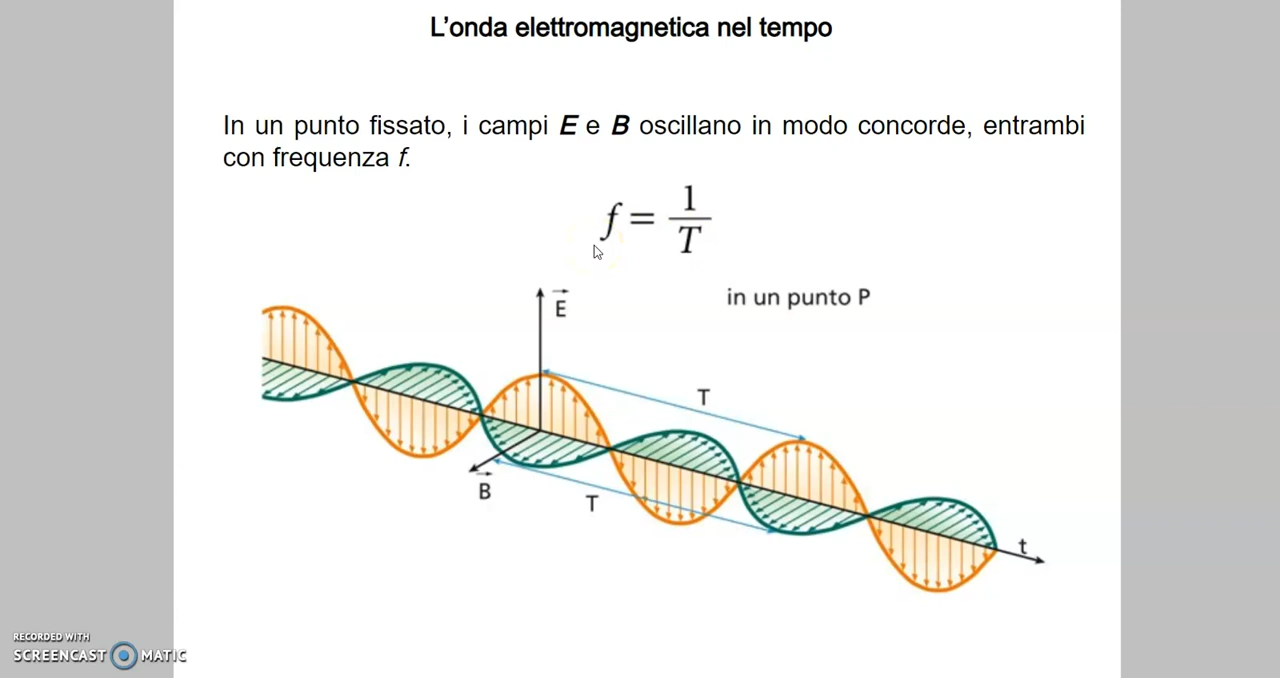 L'onda elettromagnetica nel tempo
In un punto fissato, i campi E e B oscillano in modo concorde, entrambi
con frequenza f.
f = 1/T
in un punto P
E
T
B
T
t
RECORDED WITH
SCREENCAST MATIC